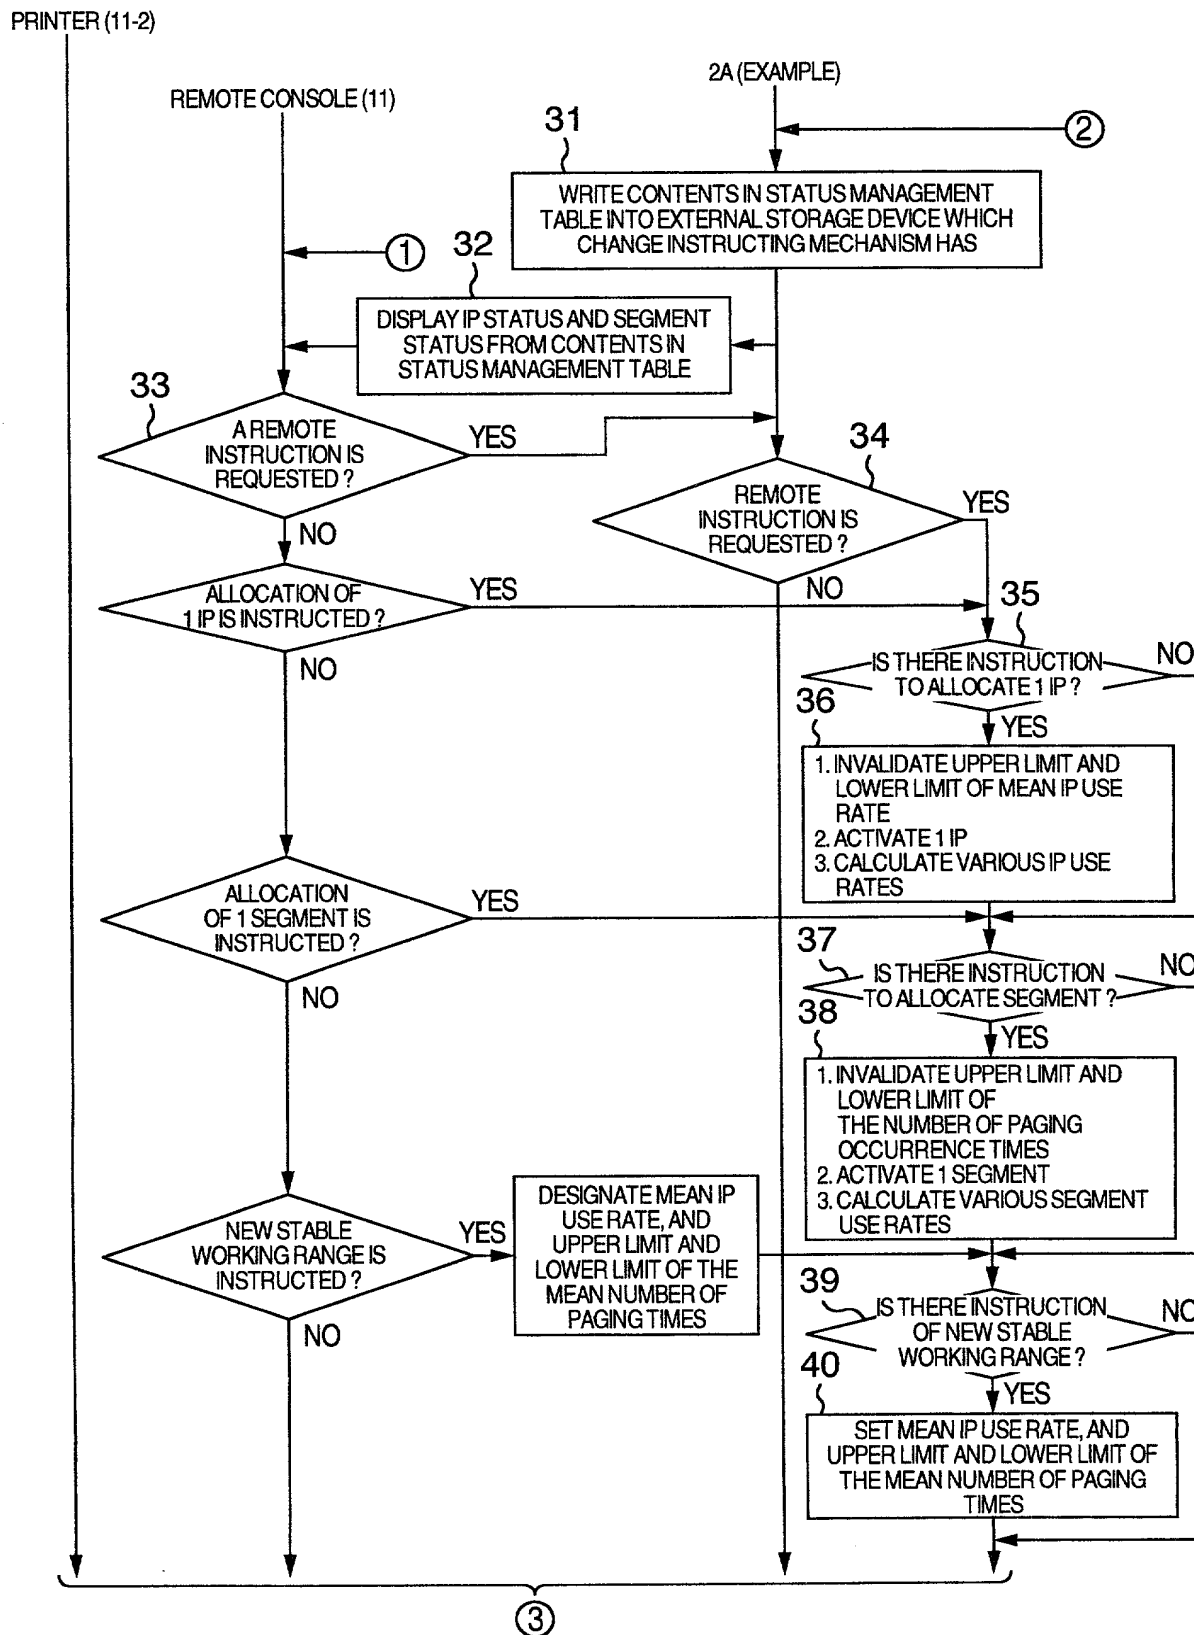 PRINTER (11-2)
REMOTE CONSOLE (11)
2A (EXAMPLE)
31
2
WRITE CONTENTS IN STATUS MANAGEMENT
TABLE INTO EXTERNAL STORAGE DEVICE WHICH
CHANGE INSTRUCTING MECHANISM HAS
1
32
DISPLAY IP STATUS AND SEGMENT
STATUS FROM CONTENTS IN
STATUS MANAGEMENT TABLE
33
A REMOTE
INSTRUCTION IS
REQUESTED ?
YES
NO
34
REMOTE
INSTRUCTION IS
REQUESTED ?
YES
NO
ALLOCATION OF
1 IP IS INSTRUCTED ?
YES
NO
35
IS THERE INSTRUCTION
TO ALLOCATE 1 IP ?
NO
YES
36
1. INVALIDATE UPPER LIMIT AND
LOWER LIMIT OF MEAN IP USE
RATE
2. ACTIVATE 1 IP
3. CALCULATE VARIOUS IP USE
RATES
ALLOCATION
OF 1 SEGMENT IS
INSTRUCTED ?
YES
NO
37
IS THERE INSTRUCTION
TO ALLOCATE SEGMENT ?
NO
YES
38
1. INVALIDATE UPPER LIMIT AND
LOWER LIMIT OF
THE NUMBER OF PAGING
OCCURRENCE TIMES
2. ACTIVATE 1 SEGMENT
3. CALCULATE VARIOUS SEGMENT
USE RATES
NEW STABLE
WORKING RANGE IS
INSTRUCTED ?
YES
NO
DESIGNATE MEAN IP
USE RATE, AND
UPPER LIMIT AND
LOWER LIMIT OF THE
MEAN NUMBER OF
PAGING TIMES
39
IS THERE INSTRUCTION
OF NEW STABLE
WORKING RANGE ?
NO
YES
40
SET MEAN IP USE RATE, AND
UPPER LIMIT AND LOWER LIMIT OF
THE MEAN NUMBER OF PAGING
TIMES
3